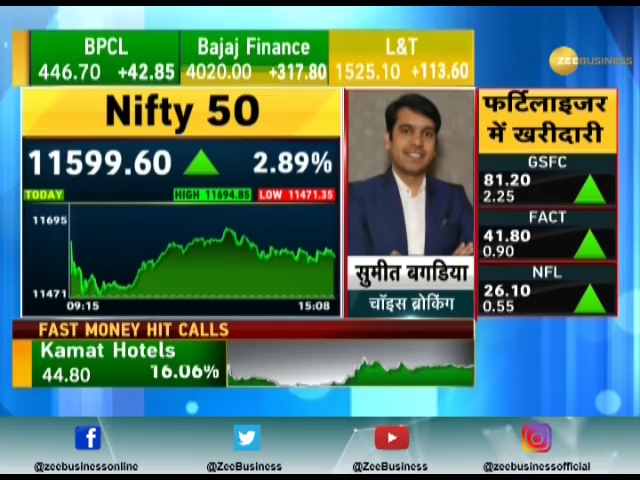 BPCL
446.70 +42.85
Bajaj Finance
4020.00 +317.80
L&T
1525.10 +113.60
ZEEBUSINESS
Nifty 50
11599.60 2.89%
TODAY HIGH 11694.85 LOW 11471.35
11695
11471
09:15 15:08
सुमीत बगडिया
चॉइस ब्रोकिंग
फर्टिलाइजर
में खरीदारी
GSFC
81.20
2.25
FACT
41.80
0.90
NFL
26.10
0.55
FAST MONEY HIT CALLS
Kamat Hotels
44.80 16.06%
@zeebusinessonline @ZeeBusiness @ZeeBusiness @zeebusinessofficial